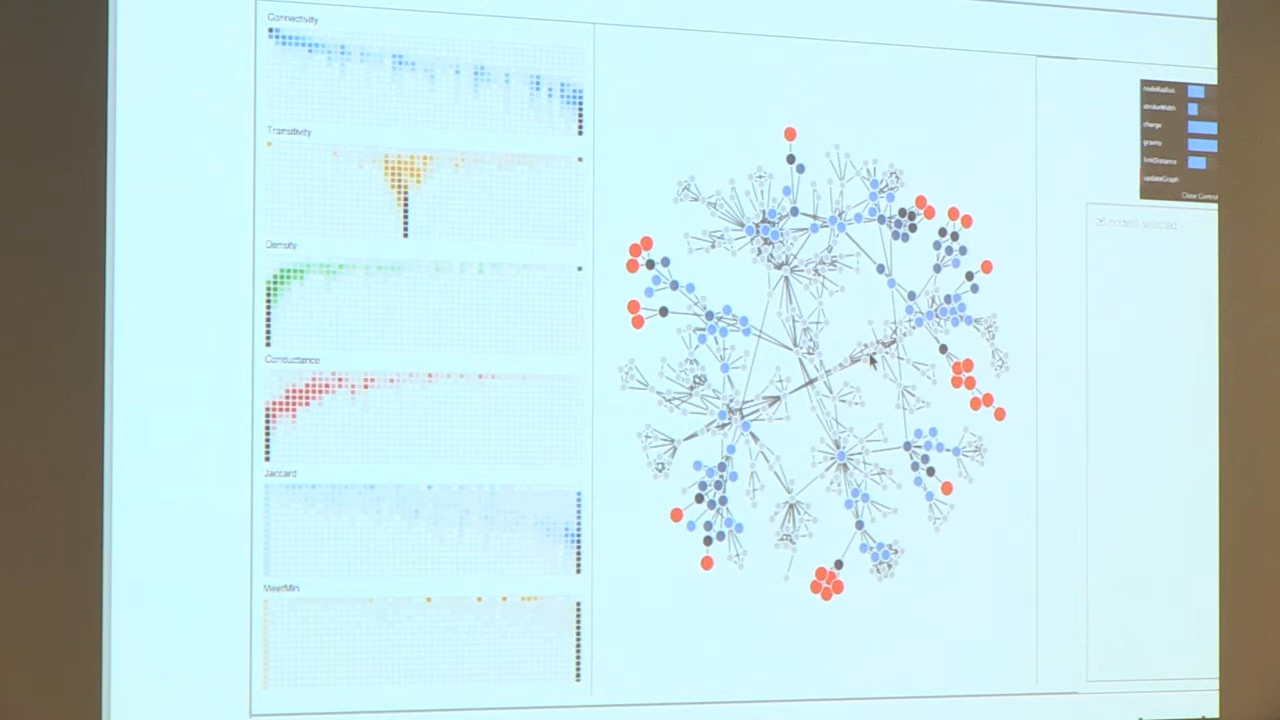 Connectivity
Transitivity
Density
Conductance
Jaccard
MeetMin
nodeRadius
strokeWidth
charge
gravity
linkDistance
updateGraph
Close Control
nodes selected